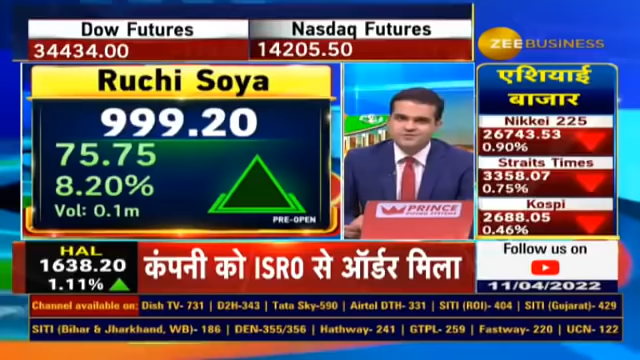 Dow Futures
34434.00
Nasdaq Futures
14205.50
ZEE BUSINESS
Ruchi Soya
999.20
75.75
8.20%
Vol: 0.1m
PRE-OPEN
PRINCE
एशियाई
बाजार
Nikkei 225
26743.53
0.90%
Straits Times
3358.07
0.75%
Kospi
2688.05
0.46%
HAL
1638.20
1.11%
कंपनी को ISRO से ऑर्डर मिला
Follow us on
11/04/2022
Channel available on: Dish TV- 731 | D2H-343 | Tata Sky-590 | Airtel DTH- 331 | SITI (ROI)- 404 | SITI (Gujarat)- 429
SITI (Bihar & Jharkhand, WB)- 186 | DEN-355/356 | Hathway- 241 | GTPL- 259 | Fastway- 220 | UCN- 122